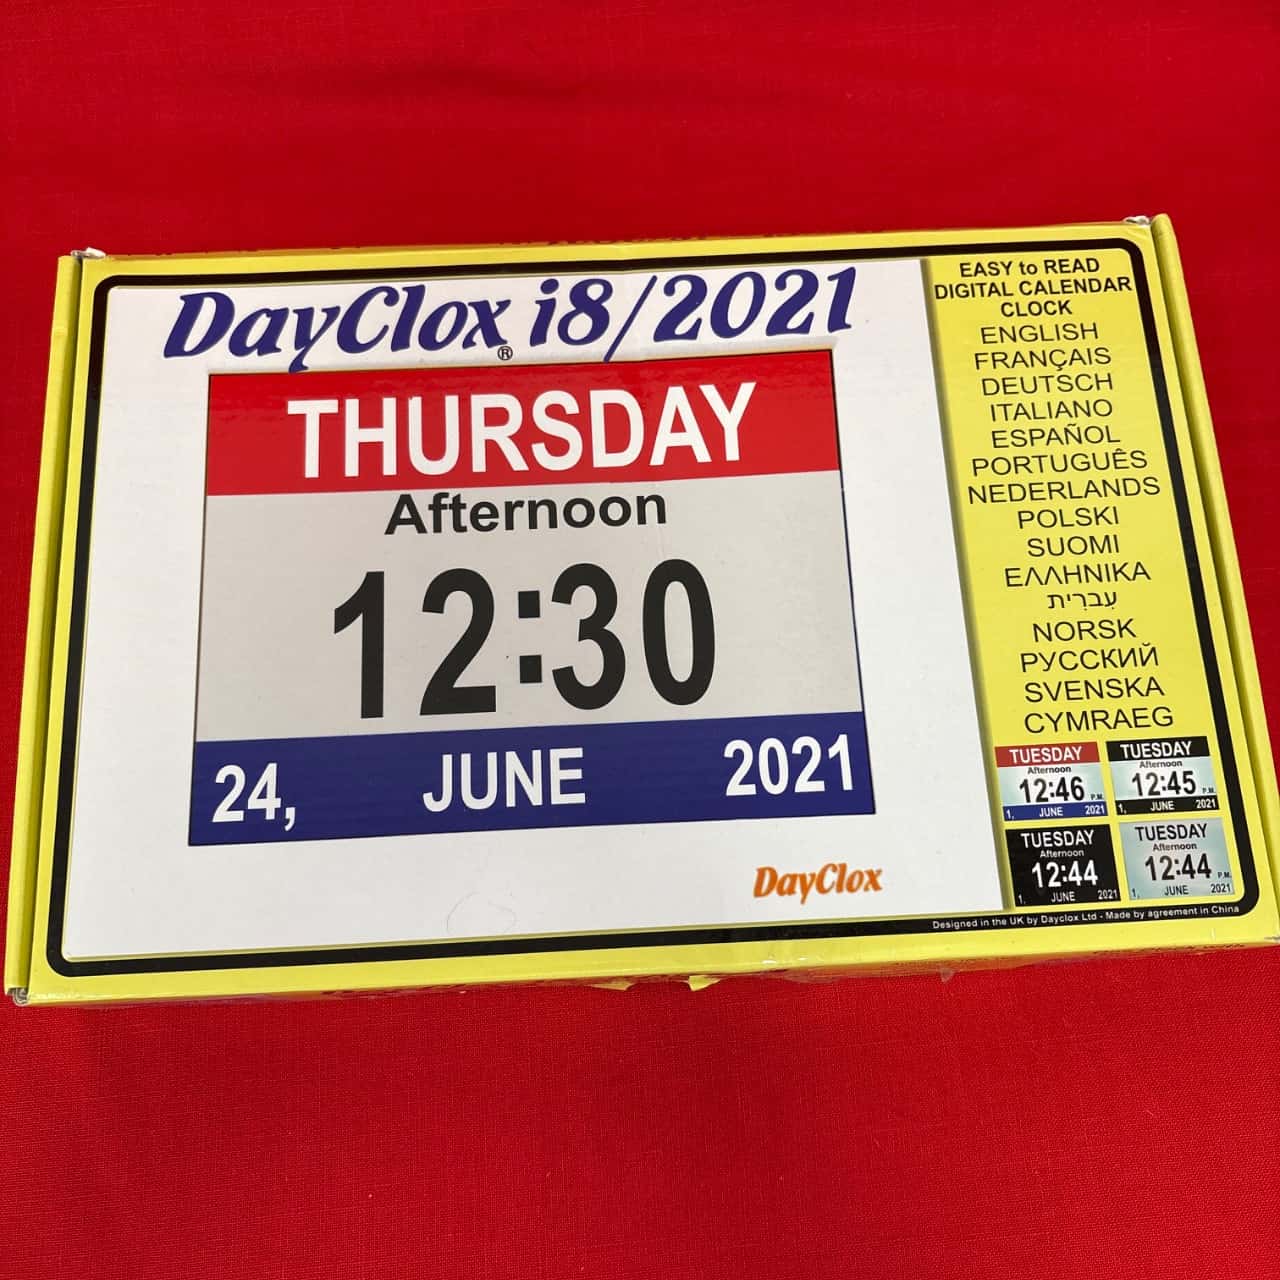 DayClox® i8/2021
THURSDAY
Afternoon
12:30
24, JUNE 2021
DayClox
EASY to READ
DIGITAL CALENDAR
CLOCK
ENGLISH
FRANÇAIS
DEUTSCH
ITALIANO
ESPAÑOL
PORTUGUÊS
NEDERLANDS
POLSKI
SUOMI
ΕΛΛΗΝΙΚΑ
עִברִית
NORSK
РУССКИЙ
SVENSKA
CYMRAEG
TUESDAY
Afternoon
12:46 P.M.
1, JUNE 2021
TUESDAY
Afternoon
12:45 P.M.
1, JUNE 2021
TUESDAY
Afternoon
12:44
1, JUNE 2021
TUESDAY
Afternoon
12:44 P.M.
1, JUNE 2021
Designed in the UK by Dayclox Ltd - Made by agreement in China